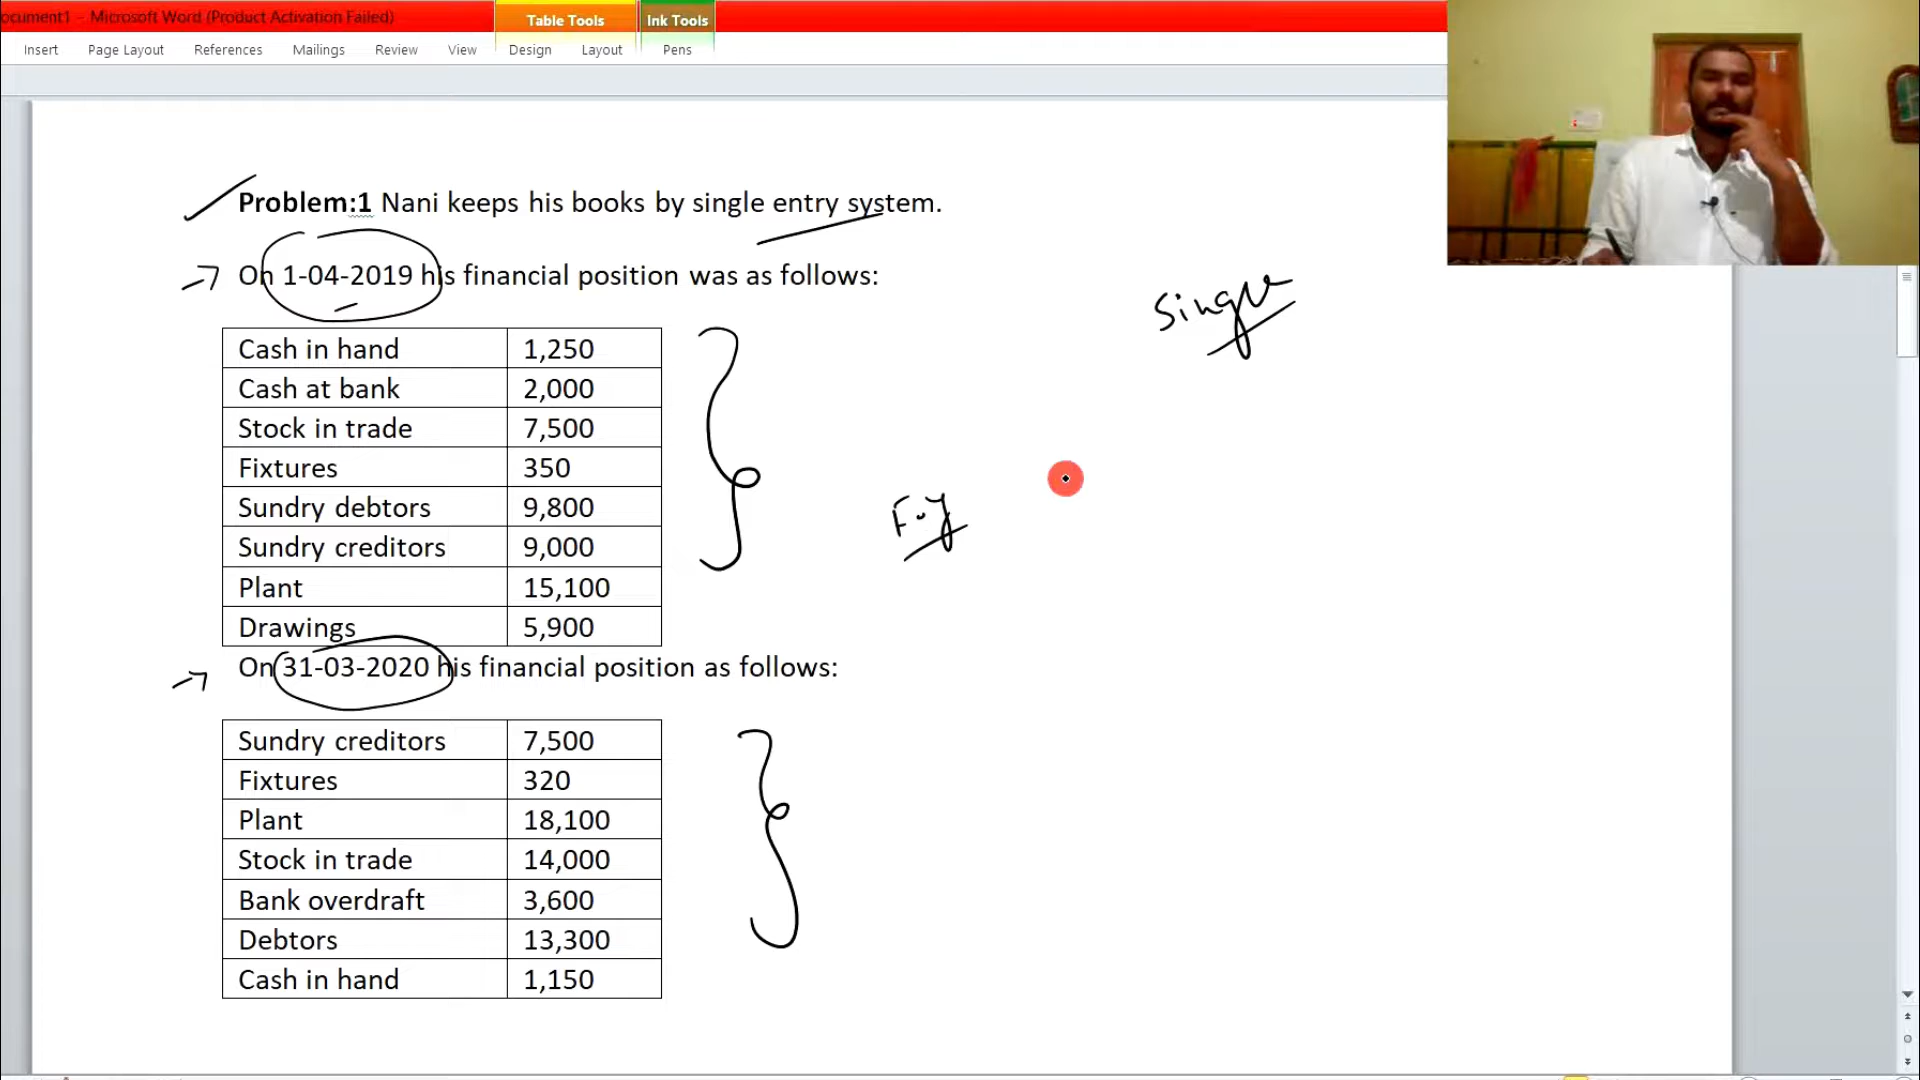 ocument1 - Microsoft Word (Product Activation Failed)
Table Tools
Ink Tools
Insert Page Layout References Mailings Review View Design Layout Pens
Problem:1 Nani keeps his books by single entry system.
On 1-04-2019 his financial position was as follows:
Single
Cash in hand 1,250
Cash at bank 2,000
Stock in trade 7,500
Fixtures 350
Sundry debtors 9,800
F.y
Sundry creditors 9,000
Plant 15,100
Drawings 5,900
On 31-03-2020 his financial position as follows:
Sundry creditors 7,500
Fixtures 320
Plant 18,100
Stock in trade 14,000
Bank overdraft 3,600
Debtors 13,300
Cash in hand 1,150